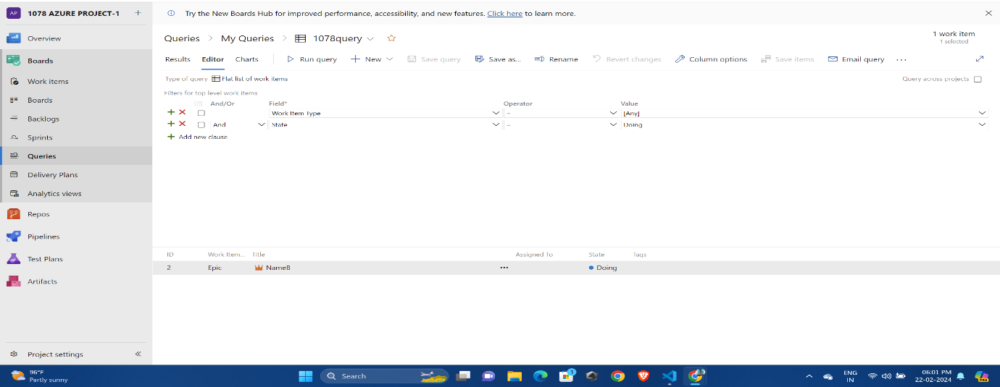 AP 1078 AZURE PROJECT-1 +
Try the New Boards Hub for improved performance, accessibility, and new features. Click here to learn more.
Overview
Boards
Work items
Boards
Backlogs
Sprints
Queries
Delivery Plans
Analytics views
Repos
Pipelines
Test Plans
Artifacts
Project settings
Queries > My Queries > 1078query
1 work item
1 selected
Results Editor Charts Run query New Save query Save as... Rename Revert changes Column options Save items Email query ...
Type of query Flat list of work items Query across projects
Filters for top level work items
And/Or Field* Operator Value
Work Item Type = [Any]
And State = Doing
+ Add new clause
ID Work Item... Title Assigned To State Tags
2 Epic NameB ... Doing
96°F
Partly sunny
Search
1
ENG
IN
06:01 PM
22-02-2024
PRE